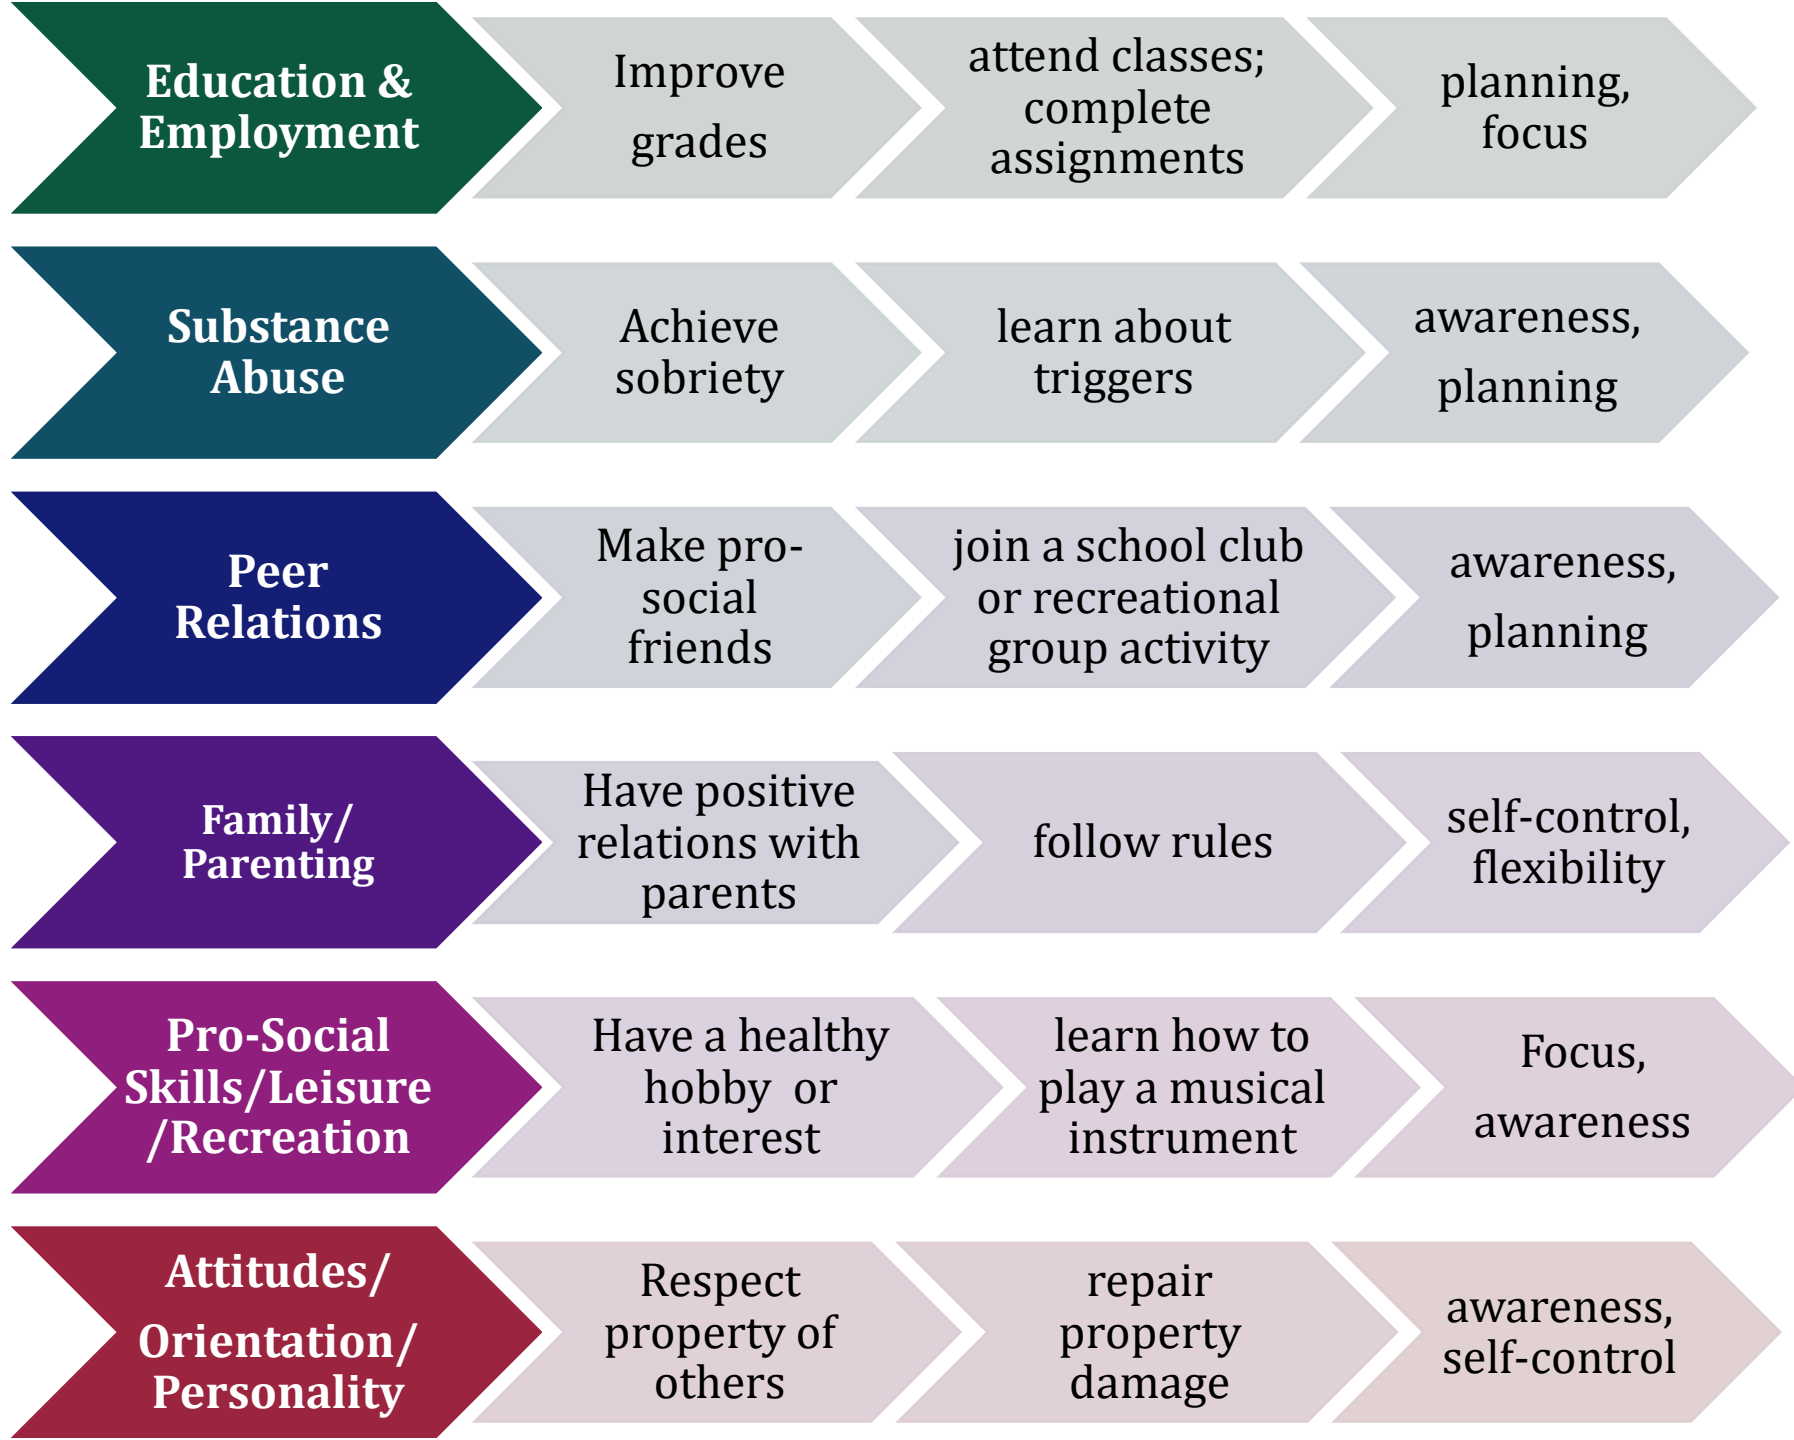 Education &
Employment
Improve
grades
attend classes;
complete
assignments
planning,
focus
Substance
Abuse
Achieve
sobriety
learn about
triggers
awareness,
planning
Peer
Relations
Make pro-
social
friends
join a school club
or recreational
group activity
awareness,
planning
Family/
Parenting
Have positive
relations with
parents
follow rules
self-control,
flexibility
Pro-Social
Skills/Leisure
/Recreation
Have a healthy
hobby  or
interest
learn how to
play a musical
instrument
Focus,
awareness
Attitudes/
Orientation/
Personality
Respect
property of
others
repair
property
damage
awareness,
self-control